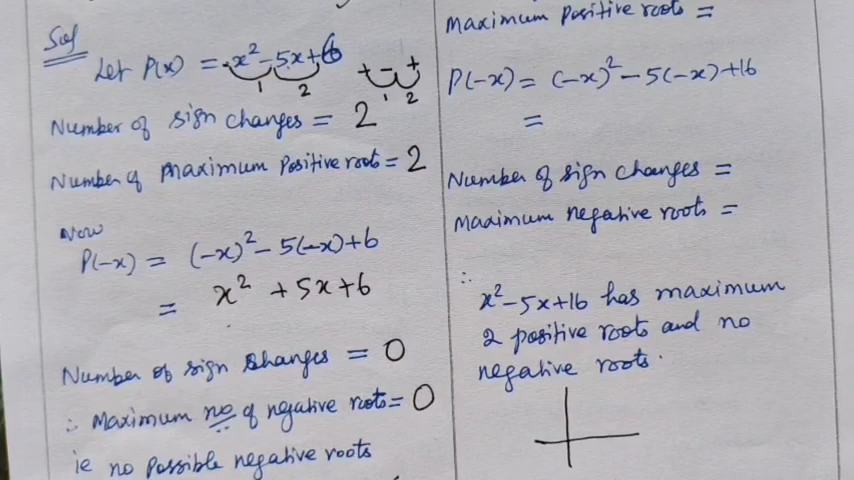 Sol
Let P(x) = x² - 5x + 6
1 2
+ - +
1 2
Number of sign changes = 2
Number of maximum Positive roots = 2
Now
P(-x) = (-x)² - 5(-x) + 6
= x² + 5x + 6
Number of sign changes = 0
∴ Maximum no of negative roots = 0
ie no possible negative roots
Maximum positive roots =
P(-x) = (-x)² - 5(-x) + 16
=
Number of sign changes =
Maximum negative roots =
∴
x² - 5x + 16 has maximum
2 positive roots and no
negative roots.